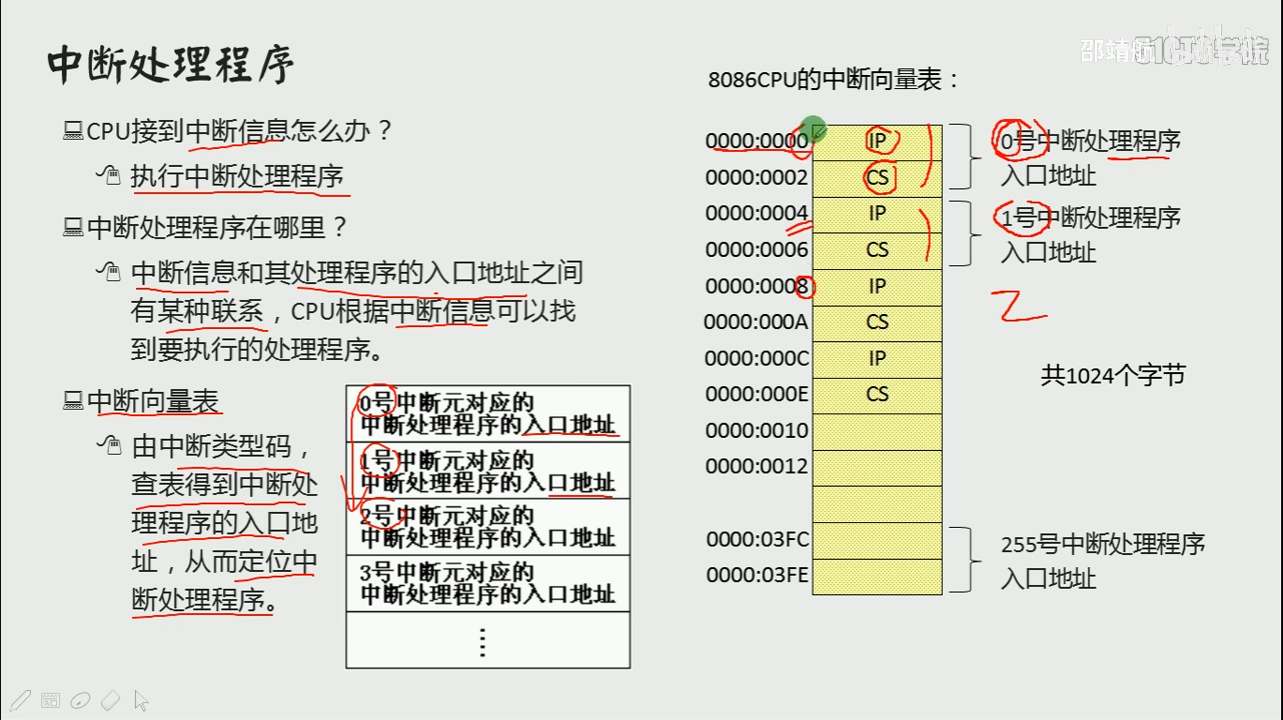 中断处理程序
CPU接到中断信息怎么办？
执行中断处理程序
中断处理程序在哪里？
中断信息和其处理程序的入口地址之间
有某种联系，CPU根据中断信息可以找
到要执行的处理程序。
中断向量表
由中断类型码，
查表得到中断处
理程序的入口地
址，从而定位中
断处理程序。
0号中断元对应的
中断处理程序的入口地址
1号中断元对应的
中断处理程序的入口地址
2号中断元对应的
中断处理程序的入口地址
3号中断元对应的
中断处理程序的入口地址
⋮
邵靖航
51CTO学院
8086CPU的中断向量表：
0000:0000 IP
0000:0002 CS
0000:0004 IP
0000:0006 CS
0000:0008 IP
0000:000A CS
0000:000C IP
0000:000E CS
0000:0010
0000:0012
0000:03FC
0000:03FE
0号中断处理程序
入口地址
1号中断处理程序
入口地址
2
共1024个字节
255号中断处理程序
入口地址